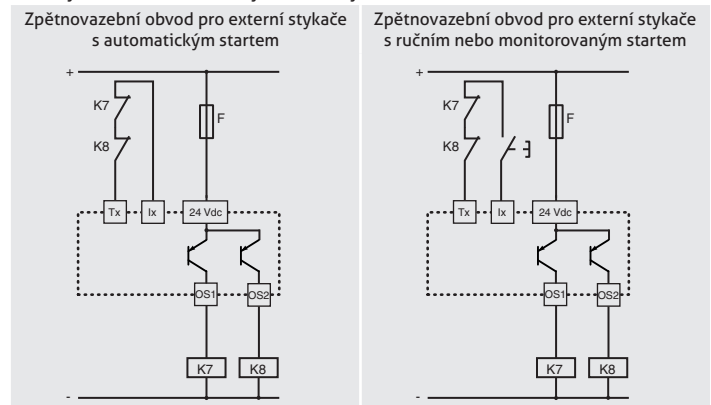 Zpětnovazební obvod pro externí stykače
s automatickým startem
+
K7
K8
F
Tx
Ix
24 Vdc
OS1
OS2
K7
K8
-
Zpětnovazební obvod pro externí stykače
s ručním nebo monitorovaným startem
+
K7
K8
F
Tx
Ix
24 Vdc
OS1
OS2
K7
K8
-